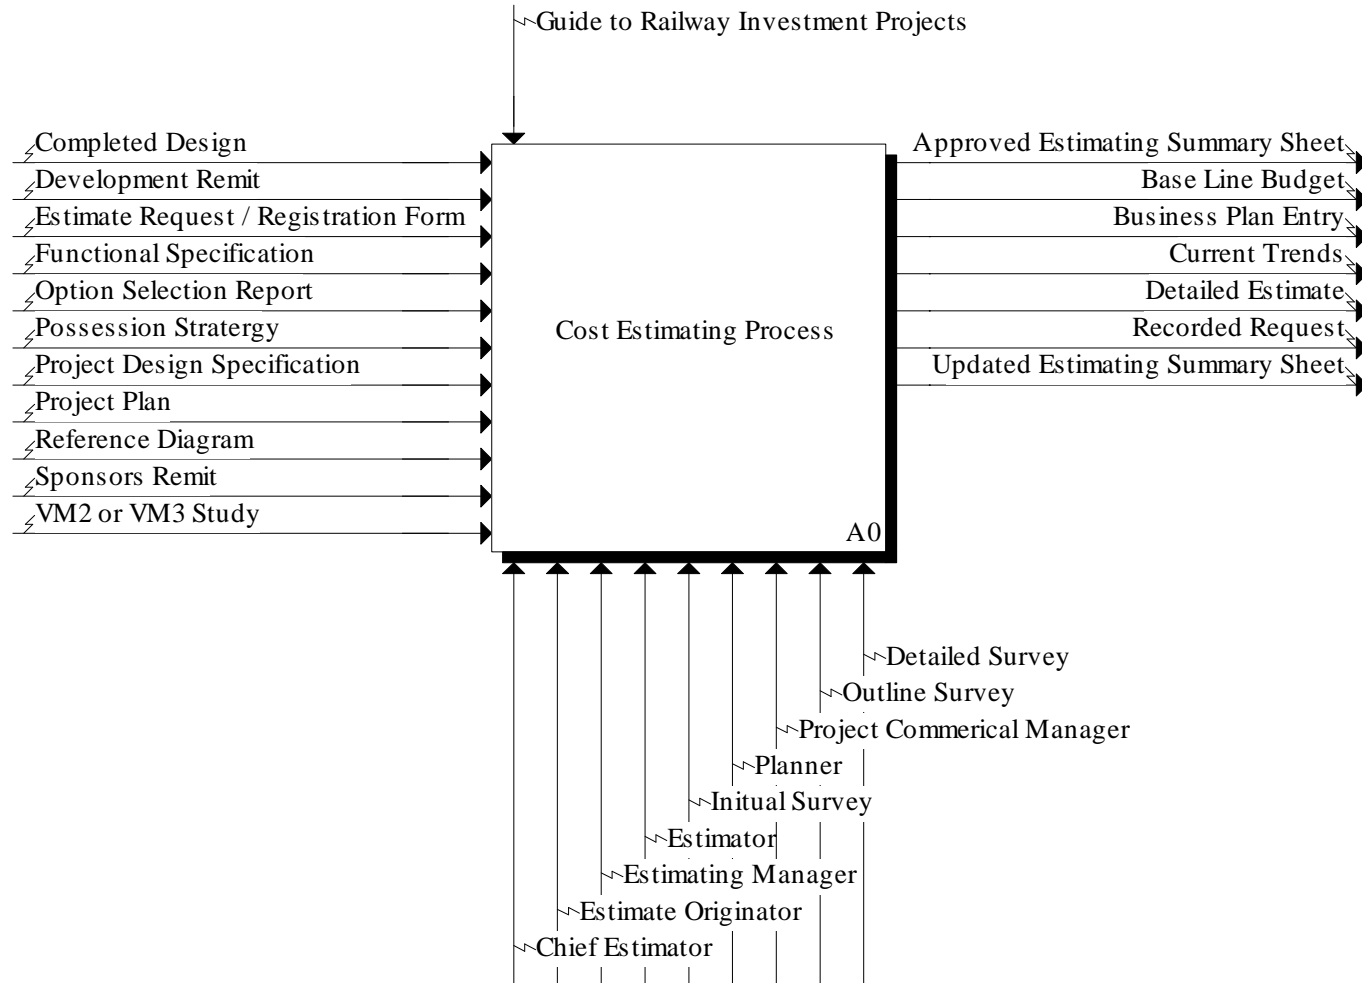 Guide to Railway Investment Projects
Completed Design
Development Remit
Estimate Request / Registration Form
Functional Specification
Option Selection Report
Possession Stratergy
Project Design Specification
Project Plan
Reference Diagram
Sponsors Remit
VM2 or VM3 Study
Cost Estimating Process
A0
Approved Estimating Summary Sheet
Base Line Budget
Business Plan Entry
Current Trends
Detailed Estimate
Recorded Request
Updated Estimating Summary Sheet
Detailed Survey
Outline Survey
Project Commerical Manager
Planner
Initual Survey
Estimator
Estimating Manager
Estimate Originator
Chief Estimator